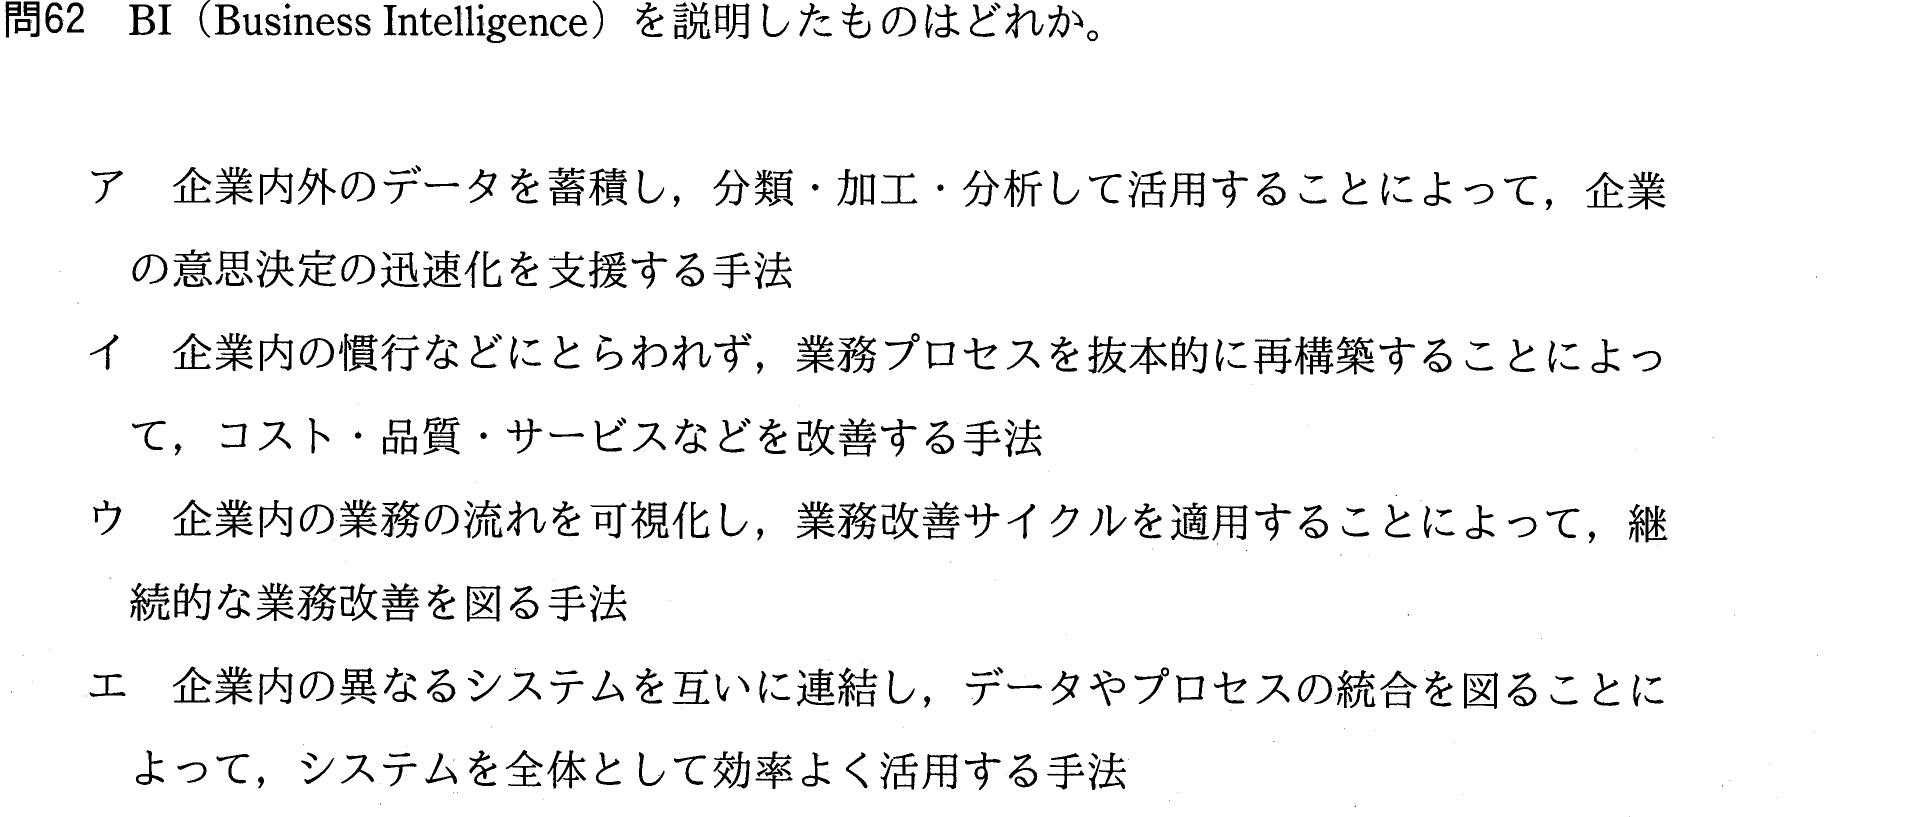 問62 BI（Business Intelligence）を説明したものはどれか。
ア 企業内外のデータを蓄積し，分類・加工・分析して活用することによって，企業
の意思決定の迅速化を支援する手法
イ 企業内の慣行などにとらわれず，業務プロセスを抜本的に再構築することによっ
て，コスト・品質・サービスなどを改善する手法
ウ 企業内の業務の流れを可視化し，業務改善サイクルを適用することによって，継
続的な業務改善を図る手法
エ 企業内の異なるシステムを互いに連結し，データやプロセスの統合を図ることに
よって，システムを全体として効率よく活用する手法